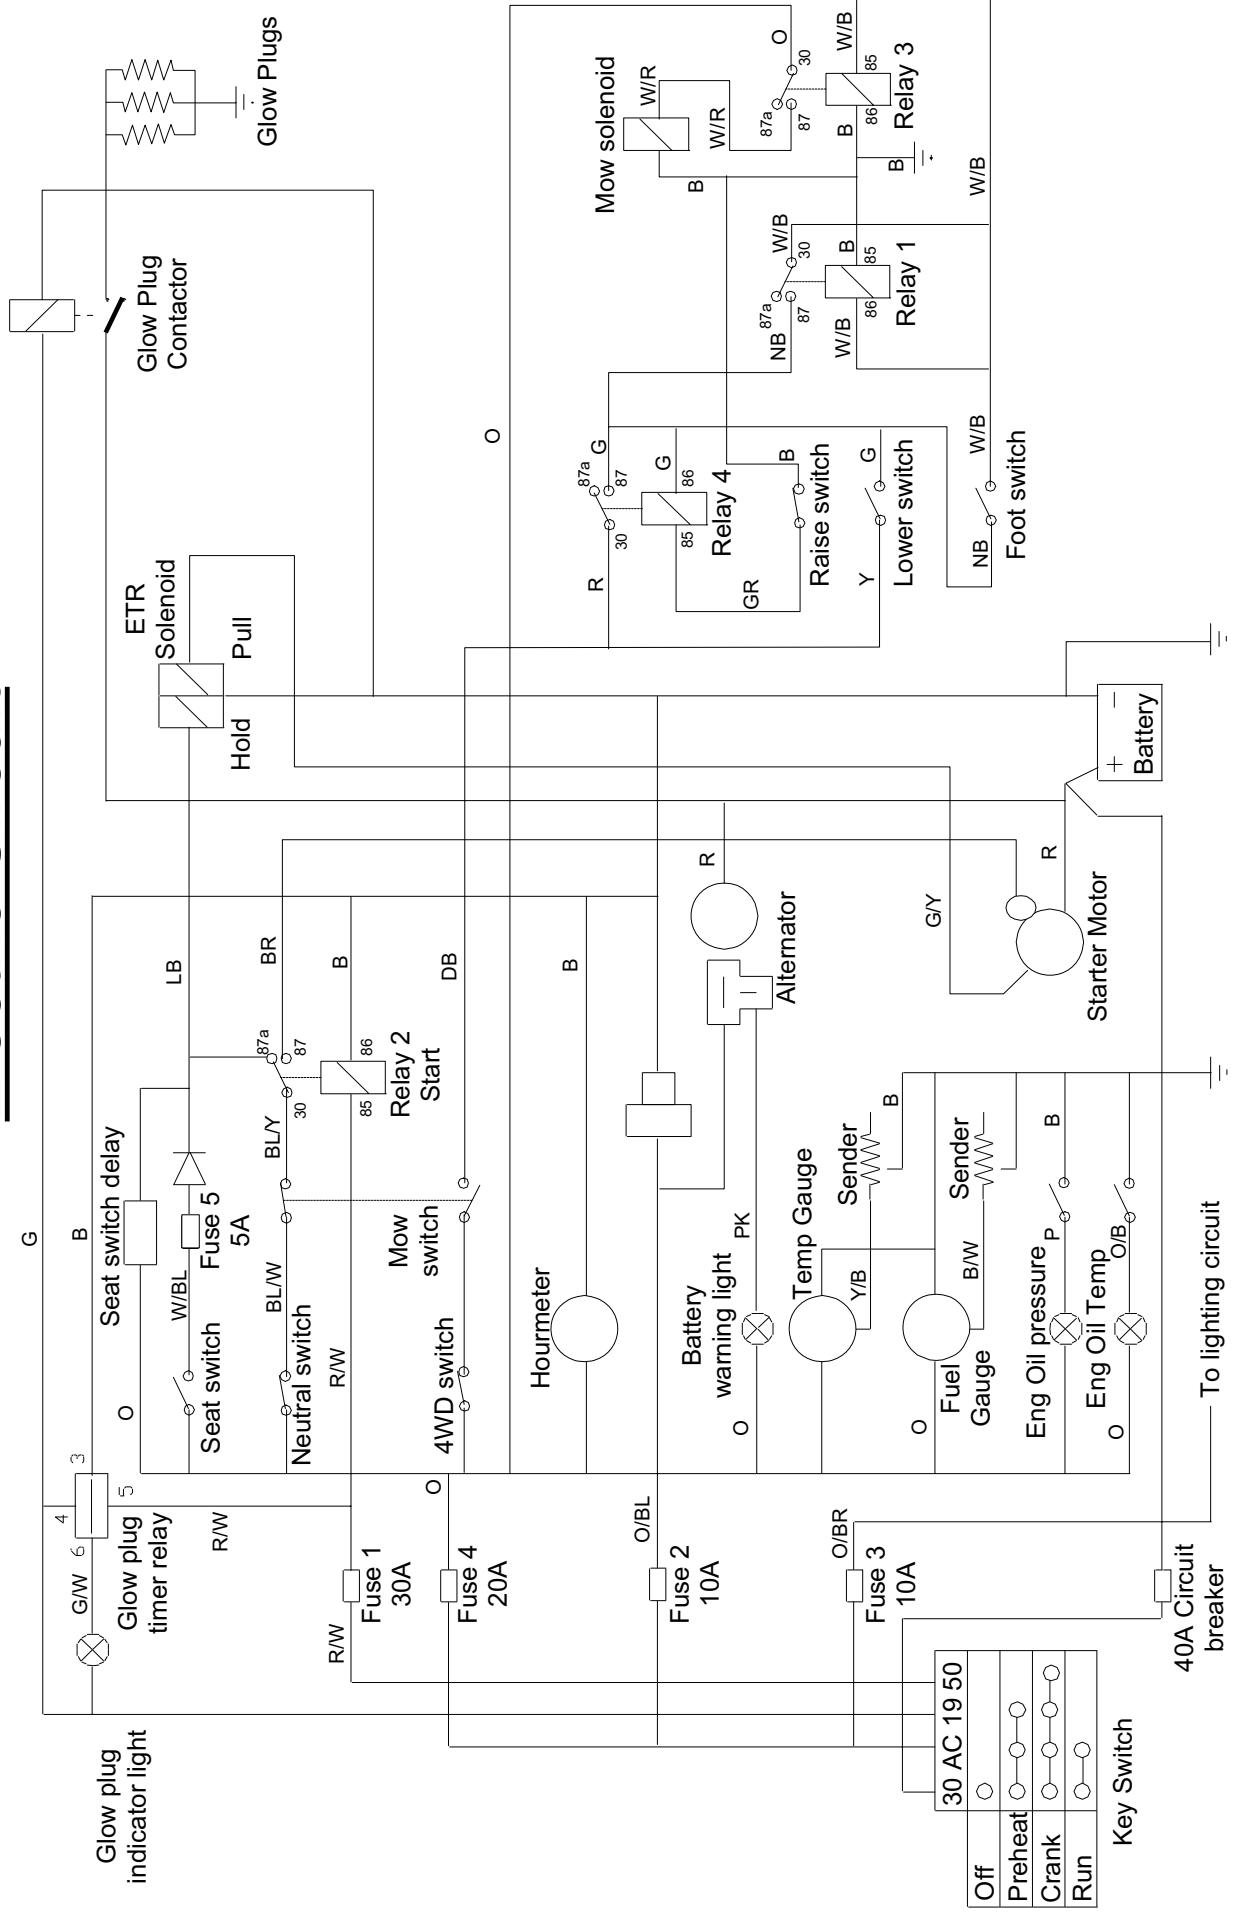 G
Glow plug
indicator light
G/W
6
4
3
5
Glow plug
timer relay
R/W
B
O
Seat switch delay
W/BL
Seat switch
Fuse 5
5A
LB
ETR
Solenoid
Hold
Pull
Glow Plug
Contactor
Glow Plugs
BL/W
Neutral switch
BL/Y
30
87a
87
BR
R/W
Fuse 1
30A
R/W
85
86
Relay 2
Start
B
O
Fuse 4
20A
4WD switch
Mow
switch
DB
O
Hourmeter
B
R
30
87a
87
G
85
86
G
Relay 4
GR
Raise switch
B
Y
G
Lower switch
NB
W/B
Foot switch
Mow solenoid
W/R
W/R
B
NB
87a
87
30
W/B
W/B
86
85
B
Relay 1
B
W/B
87a
87
30
O
B
86
85
W/B
Relay 3
O/BL
Fuse 2
10A
Battery
warning light
O
PK
Alternator
R
Temp Gauge
Y/B
Sender
B
O
Fuel
Gauge
B/W
Sender
O/BR
Fuse 3
10A
Eng Oil pressure
P
B
Eng Oil Temp
O
O/B
G/Y
Starter Motor
R
+
−
Battery
40A Circuit
breaker
To lighting circuit
30 AC 19 50
Off
Preheat
Crank
Run
Key Switch